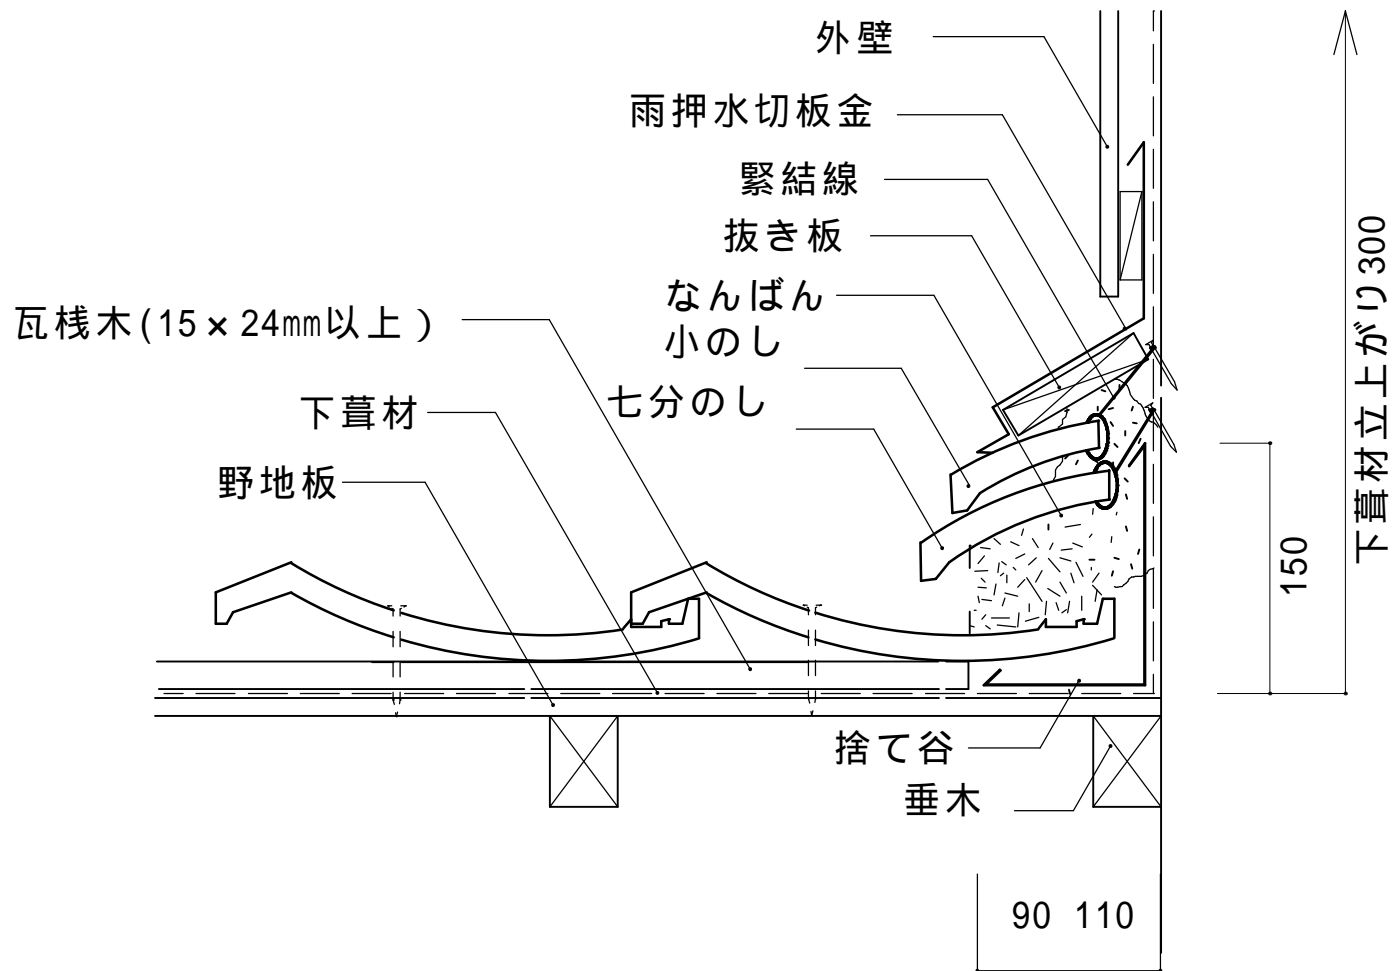 外壁
雨押水切板金
緊結線
抜き板
なんばん
小のし
七分のし
瓦桟木(15×24㎜以上)
下葺材
野地板
下葺材立上がり300
150
捨て谷
垂木
90 110